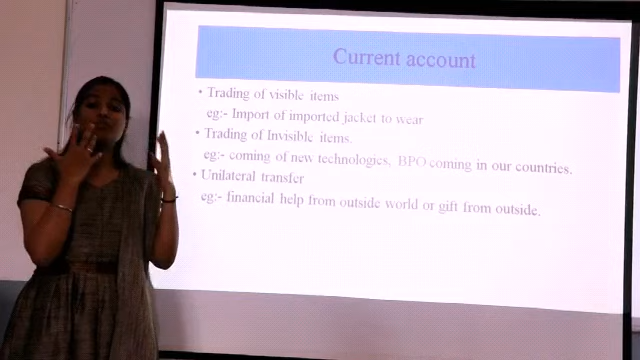 Current account
• Trading of visible items
eg:- Import of imported jacket to wear
• Trading of Invisible items.
eg:- coming of new technologies, BPO coming in our countries.
• Unilateral transfer
eg:- financial help from outside world or gift from outside.